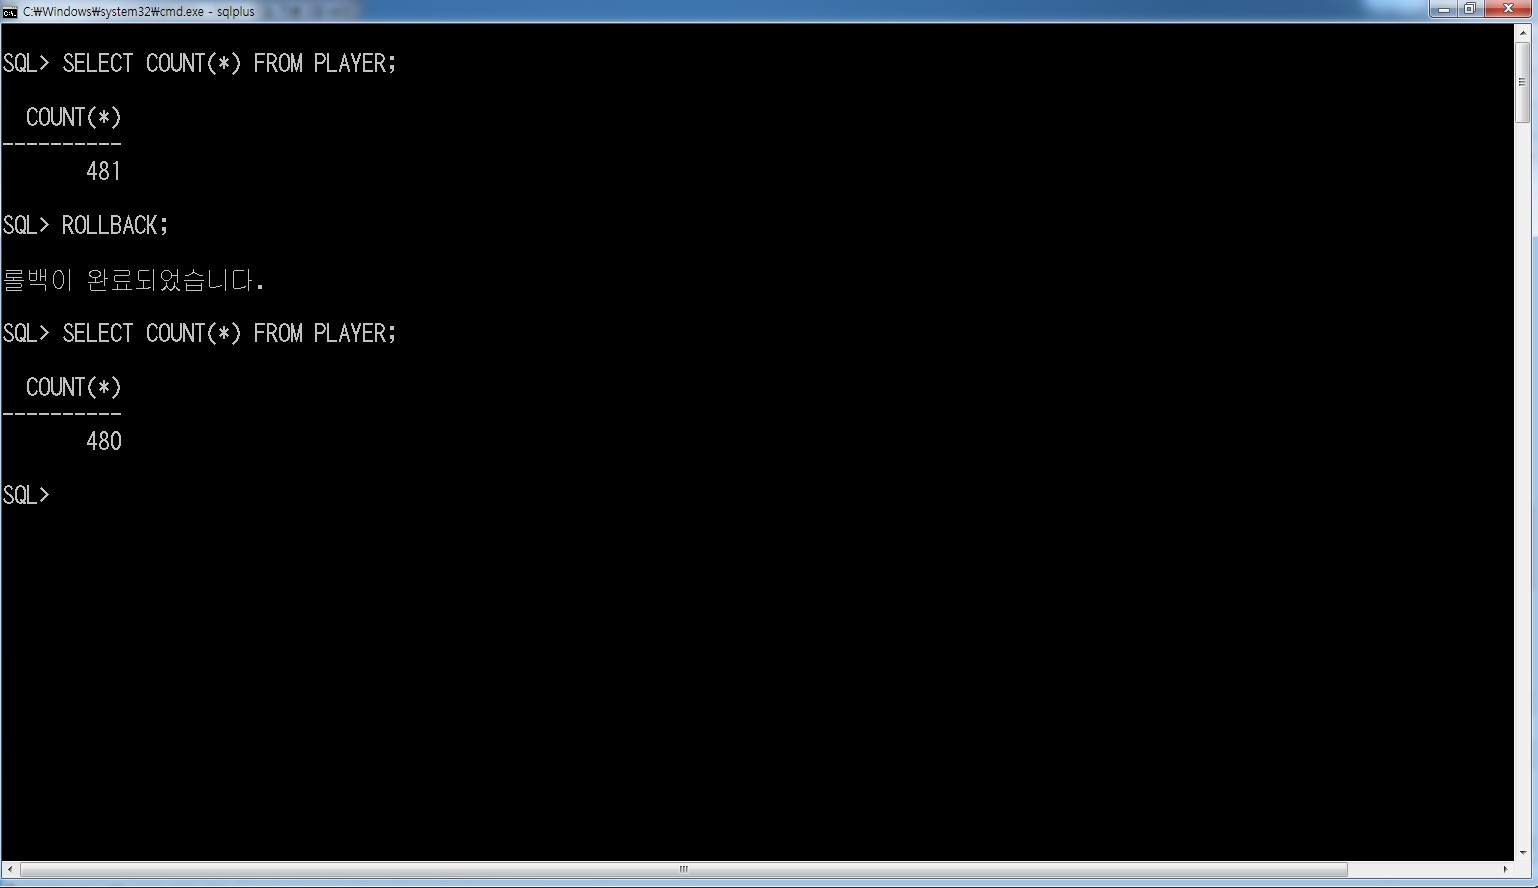 C:₩Windows₩system32₩cmd.exe - sqlplus
SQL> SELECT COUNT(*) FROM PLAYER;
COUNT(*)
----------
481
SQL> ROLLBACK;
롤백이 완료되었습니다.
SQL> SELECT COUNT(*) FROM PLAYER;
COUNT(*)
----------
480
SQL>